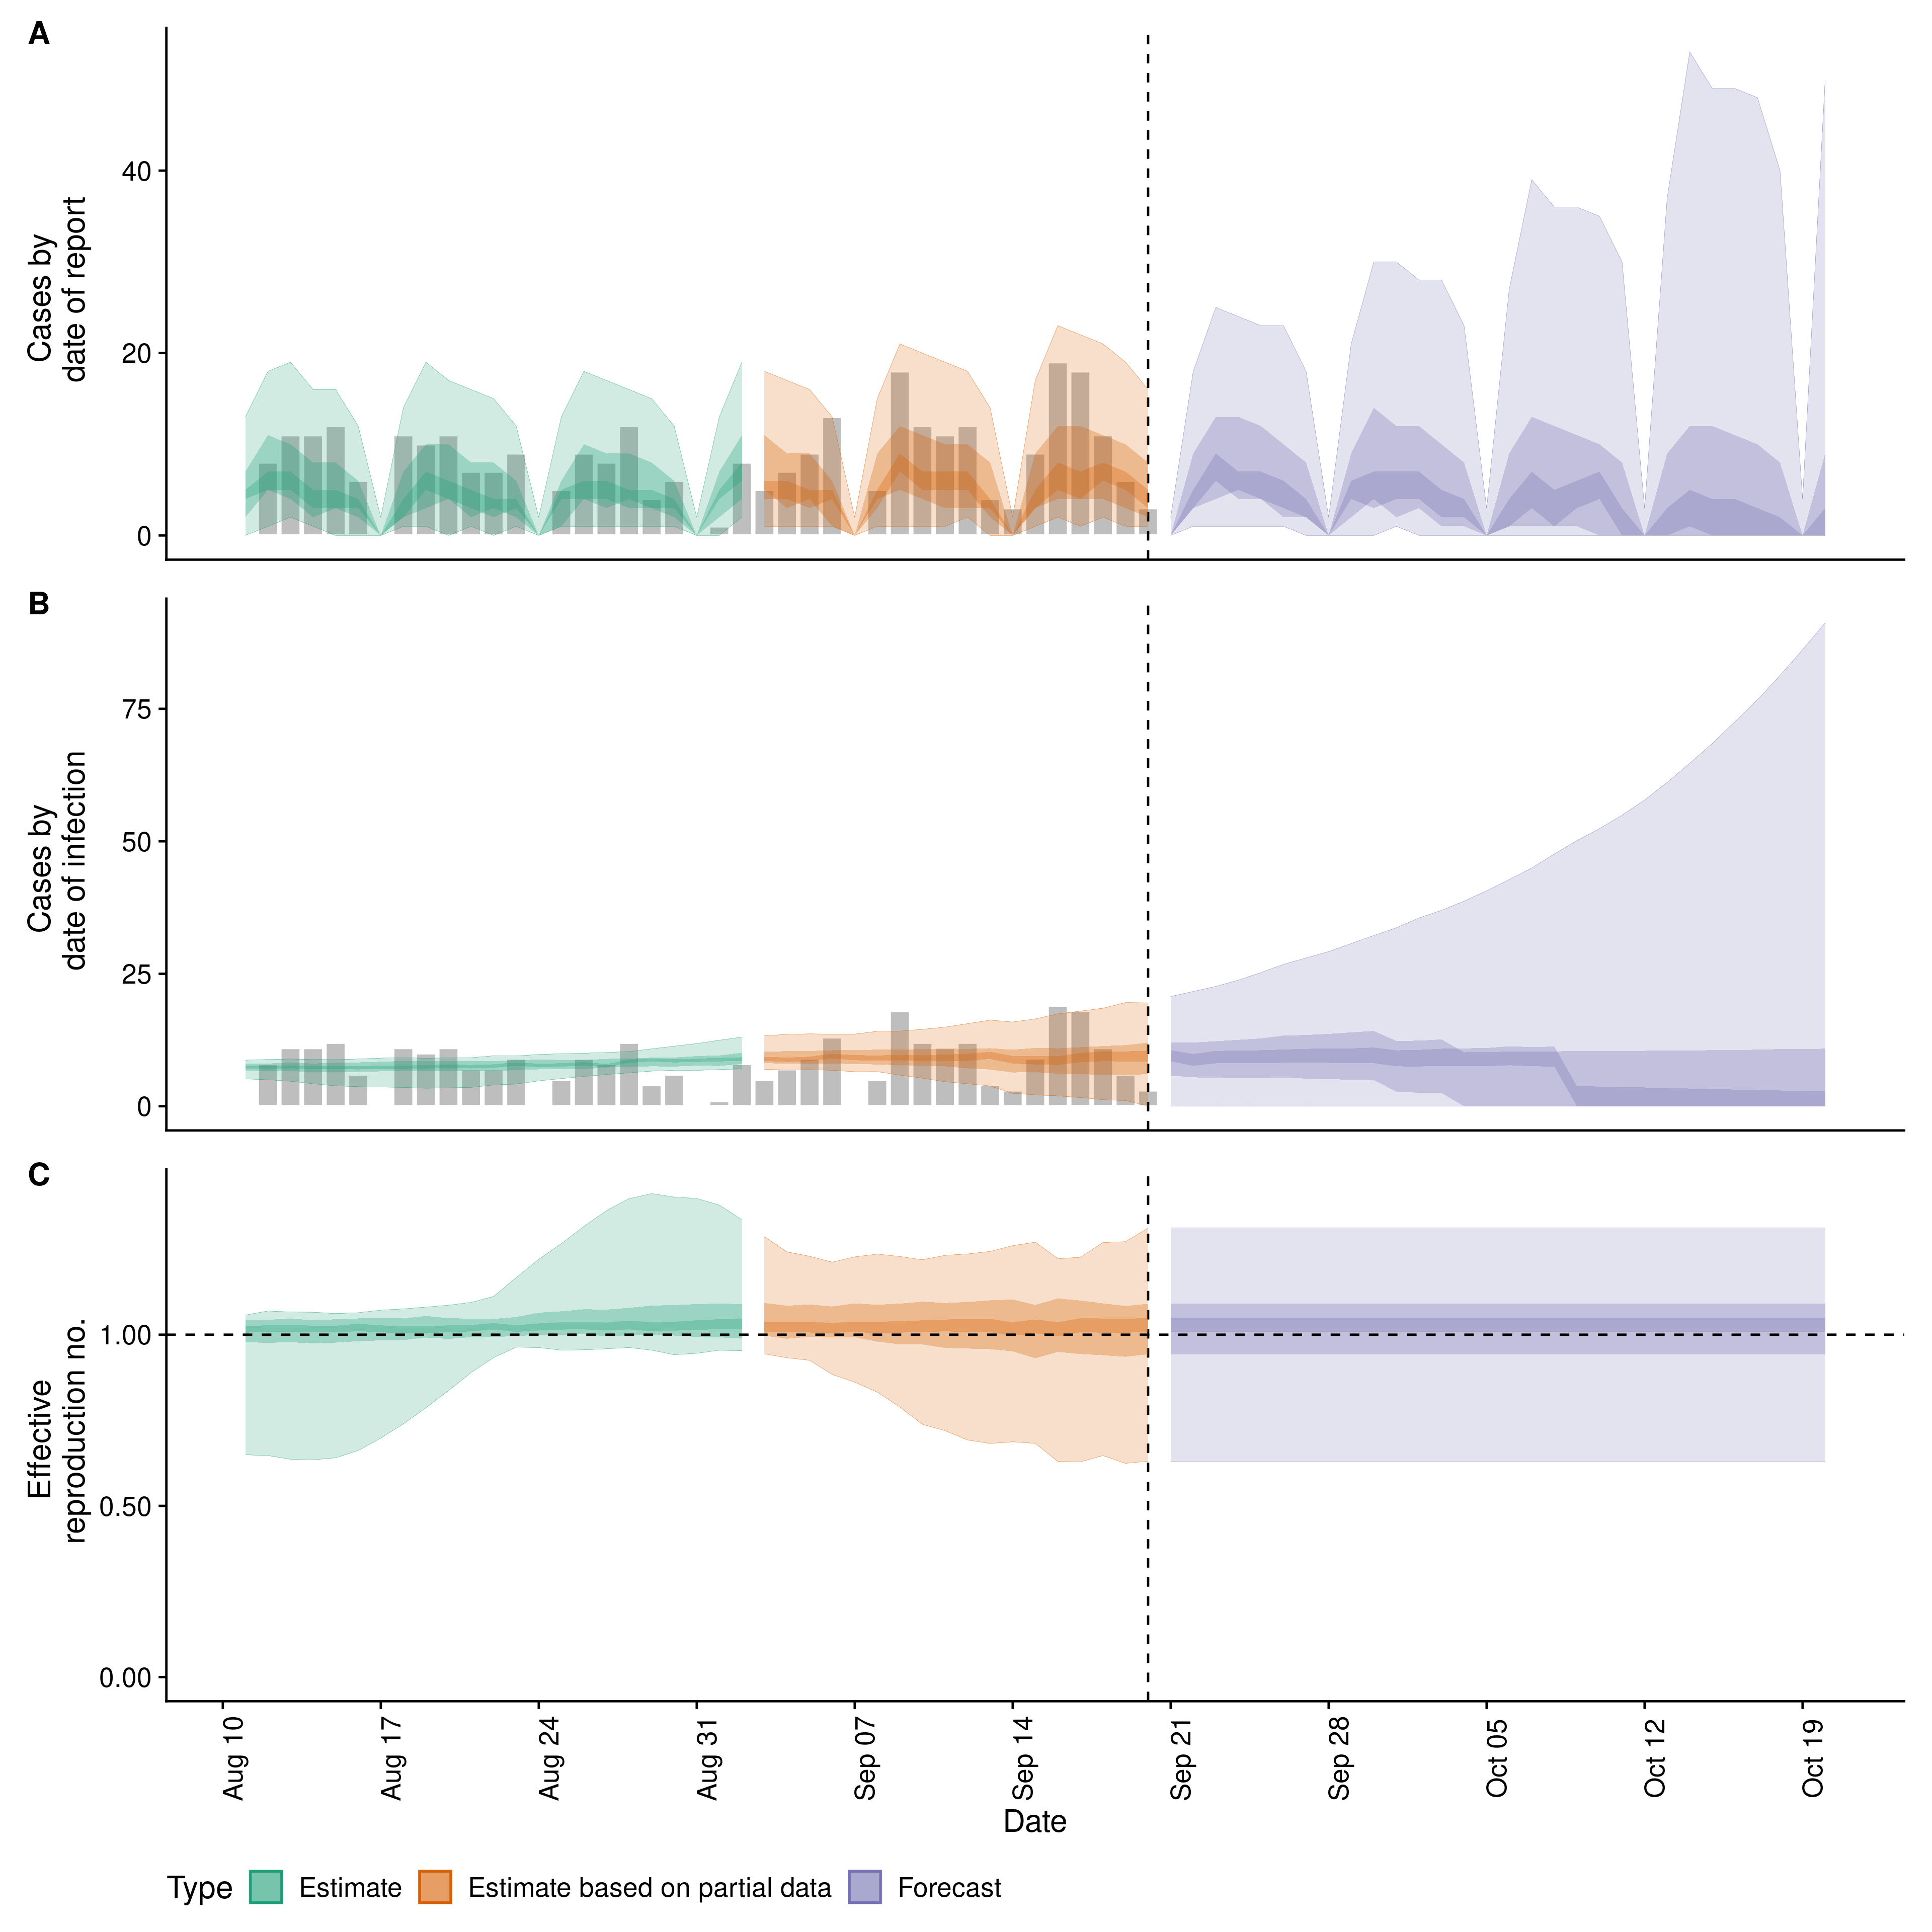 A
Cases by
date of report
40
20
0
B
Cases by
date of infection
75
50
25
0
C
Effective
reproduction no.
1.00
0.50
0.00
Aug 10
Aug 17
Aug 24
Aug 31
Sep 07
Sep 14
Sep 21
Sep 28
Oct 05
Oct 12
Oct 19
Date
Type Estimate Estimate based on partial data Forecast